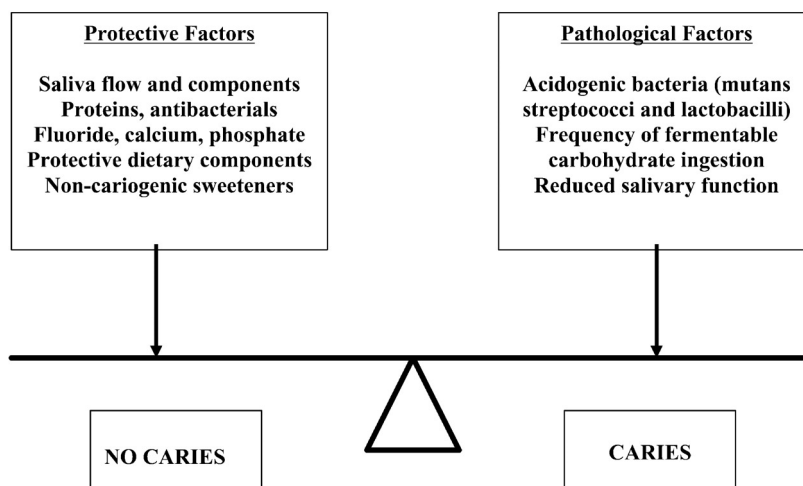 Protective Factors
Saliva flow and components
Proteins, antibacterials
Fluoride, calcium, phosphate
Protective dietary components
Non-cariogenic sweeteners
Pathological Factors
Acidogenic bacteria (mutans
streptococci and lactobacilli)
Frequency of fermentable
carbohydrate ingestion
Reduced salivary function
NO CARIES
CARIES